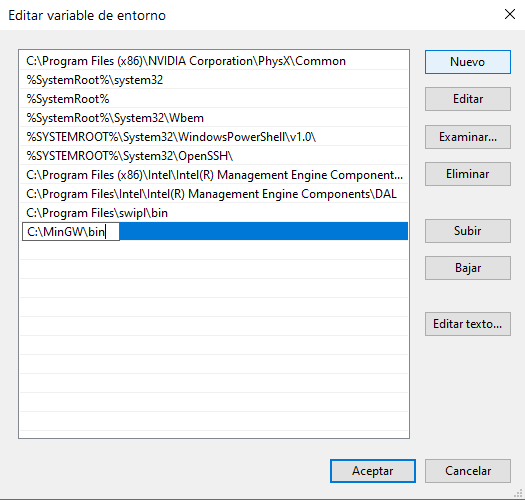 Editar variable de entorno
C:\Program Files (x86)\NVIDIA Corporation\PhysX\Common
%SystemRoot%\system32
%SystemRoot%
%SystemRoot%\System32\Wbem
%SYSTEMROOT%\System32\WindowsPowerShell\v1.0\
%SYSTEMROOT%\System32\OpenSSH\
C:\Program Files (x86)\Intel\Intel(R) Management Engine Component...
C:\Program Files\Intel\Intel(R) Management Engine Components\DAL
C:\Program Files\swipl\bin
C:\MinGW\bin
Nuevo
Editar
Examinar...
Eliminar
Subir
Bajar
Editar texto...
Aceptar
Cancelar